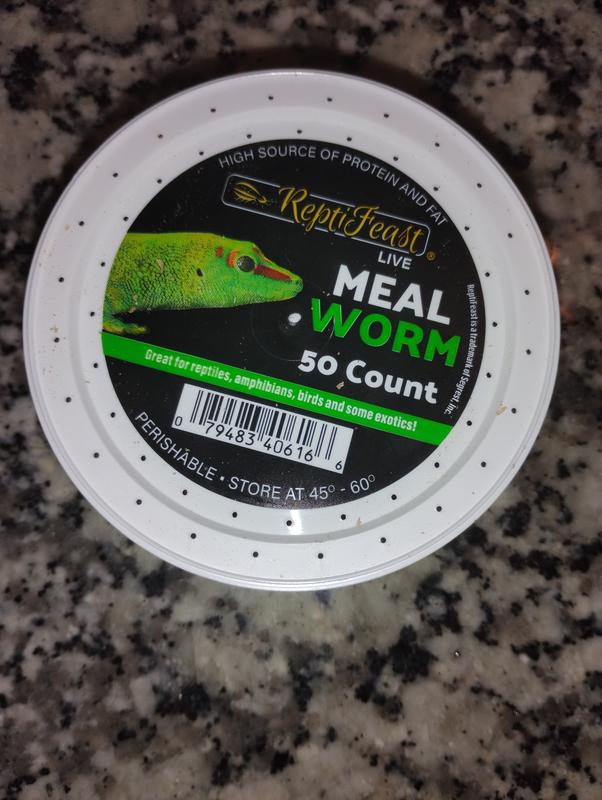 HIGH SOURCE OF PROTEIN AND FAT
ReptiFeast®
LIVE
MEAL
WORM
50 Count
ReptiFeast is a trademark of Segrest, Inc.
Great for reptiles, amphibians, birds and some exotics!
0 79483 40616 6
PERISHABLE • STORE AT 45° - 60°